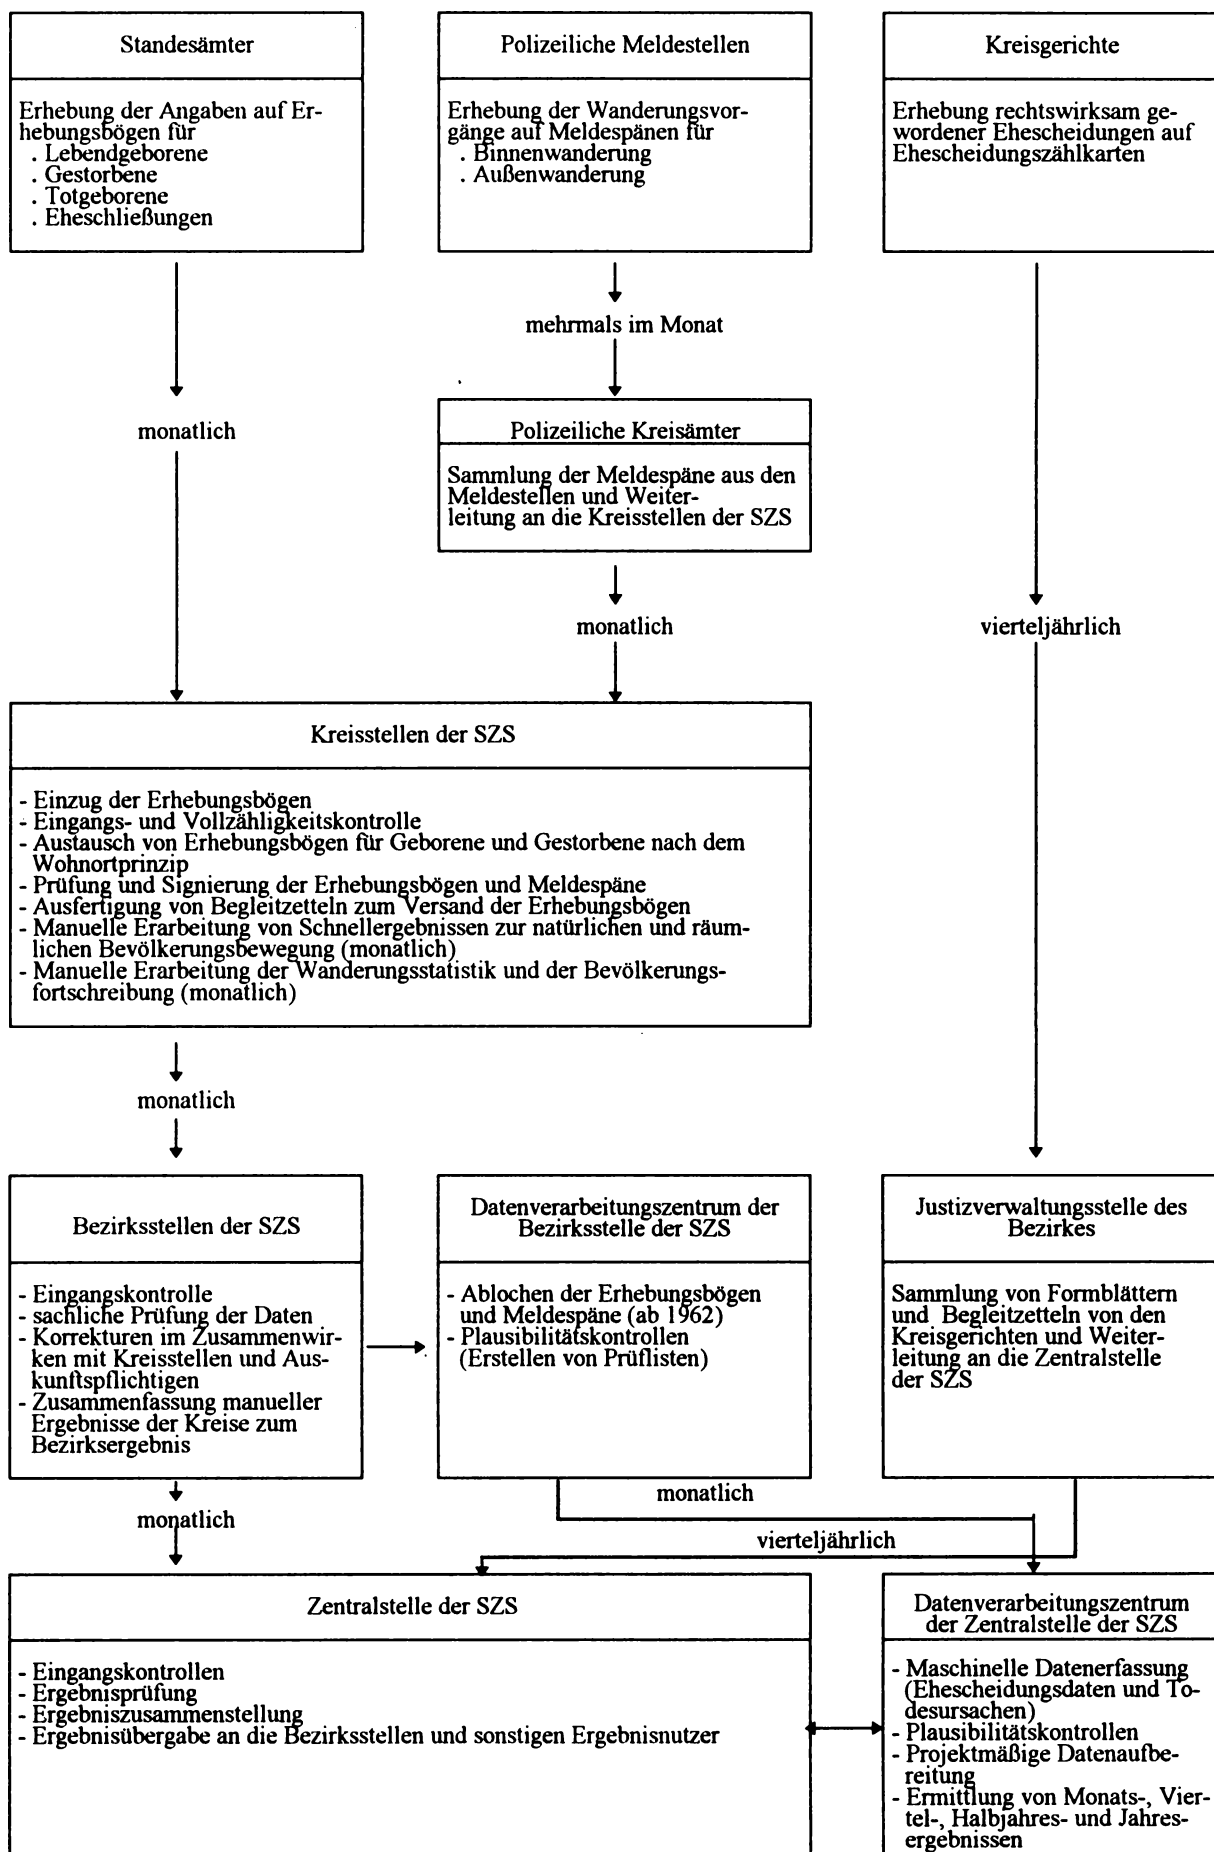 Standesämter
Erhebung der Angaben auf Er-
hebungsbögen für
. Lebendgeborene
. Gestorbene
. Totgeborene
. Eheschließungen
Polizeiliche Meldestellen
Erhebung der Wanderungsvor-
gänge auf Meldespänen für
. Binnenwanderung
. Außenwanderung
Kreisgerichte
Erhebung rechtswirksam ge-
wordener Ehescheidungen auf
Ehescheidungszählkarten
mehrmals im Monat
monatlich
Polizeiliche Kreisämter
Sammlung der Meldespäne aus den
Meldestellen und Weiter-
leitung an die Kreisstellen der SZS
monatlich
vierteljährlich
Kreisstellen der SZS
- Einzug der Erhebungsbögen
- Eingangs- und Vollzähligkeitskontrolle
- Austausch von Erhebungsbögen für Geborene und Gestorbene nach dem
Wohnortprinzip
- Prüfung und Signierung der Erhebungsbögen und Meldespäne
- Ausfertigung von Begleitzetteln zum Versand der Erhebungsbögen
- Manuelle Erarbeitung von Schnellergebnissen zur natürlichen und räum-
lichen Bevölkerungsbewegung (monatlich)
- Manuelle Erarbeitung der Wanderungsstatistik und der Bevölkerungs-
fortschreibung (monatlich)
monatlich
Bezirksstellen der SZS
- Eingangskontrolle
- sachliche Prüfung der Daten
- Korrekturen im Zusammenwir-
ken mit Kreisstellen und Aus-
kunftspflichtigen
- Zusammenfassung manueller
Ergebnisse der Kreise zum
Bezirksergebnis
Datenverarbeitungszentrum der
Bezirksstelle der SZS
- Ablochen der Erhebungsbögen
und Meldespäne (ab 1962)
- Plausibilitätskontrollen
(Erstellen von Prüflisten)
Justizverwaltungsstelle des
Bezirkes
Sammlung von Formblättern
und Begleitzetteln von den
Kreisgerichten und Weiter-
leitung an die Zentralstelle
der SZS
monatlich
monatlich
vierteljährlich
Zentralstelle der SZS
- Eingangskontrollen
- Ergebnisprüfung
- Ergebniszusammenstellung
- Ergebnisübergabe an die Bezirksstellen und sonstigen Ergebnisnutzer
Datenverarbeitungszentrum
der Zentralstelle der SZS
- Maschinelle Datenerfassung
(Ehescheidungsdaten und To-
desursachen)
- Plausibilitätskontrollen
- Projektmäßige Datenaufbe-
reitung
- Ermittlung von Monats-, Vier-
tel-, Halbjahres- und Jahres-
ergebnissen